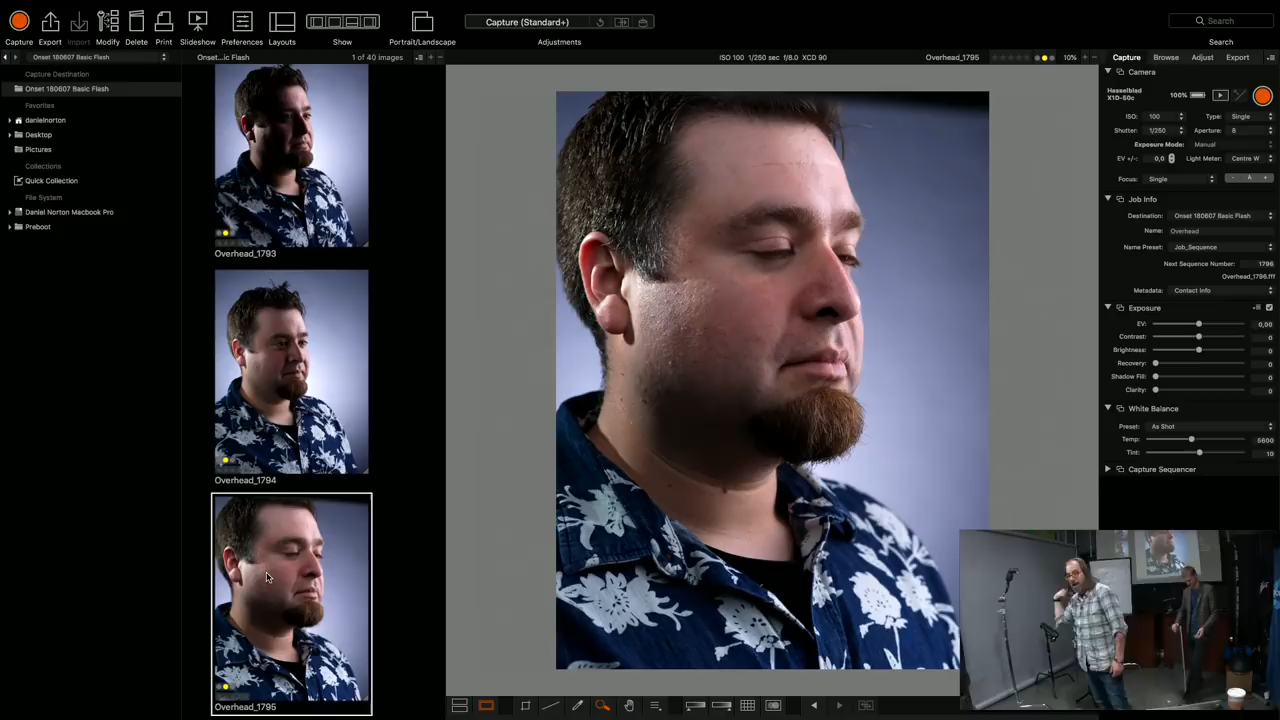 Capture
Export
Import
Modify
Delete
Print
Slideshow
Preferences
Layouts
Show
Portrait/Landscape
Capture (Standard+)
Adjustments
Search
Search
Onset 180607 Basic Flash
Onset...ic Flash
1 of 40 images
ISO 100 1/250 sec f/8.0 XCD 90
Overhead_1795
10%
Capture Browse Adjust Export
Capture Destination
Onset 180607 Basic Flash
Favorites
danielnorton
Desktop
Pictures
Collections
Quick Collection
File System
Daniel Norton Macbook Pro
Preboot
Overhead_1793
Overhead_1794
Overhead_1795
Camera
Hasselblad
X1D-50c
100%
ISO: 100 Type: Single
Shutter: 1/250 Aperture: 8
Exposure Mode: Manual
EV +/-: 0,0 Light Meter: Centre W
Focus: Single - A +
Job Info
Destination: Onset 180607 Basic Flash
Name: Overhead
Name Preset: Job_Sequence
Next Sequence Number: 1796
Overhead_1796.fff
Metadata: Contact Info
Exposure
EV: 0,00
Contrast: 0
Brightness: 0
Recovery: 0
Shadow Fill: 0
Clarity: 0
White Balance
Preset: As Shot
Temp: 5600
Tint: 10
Capture Sequencer